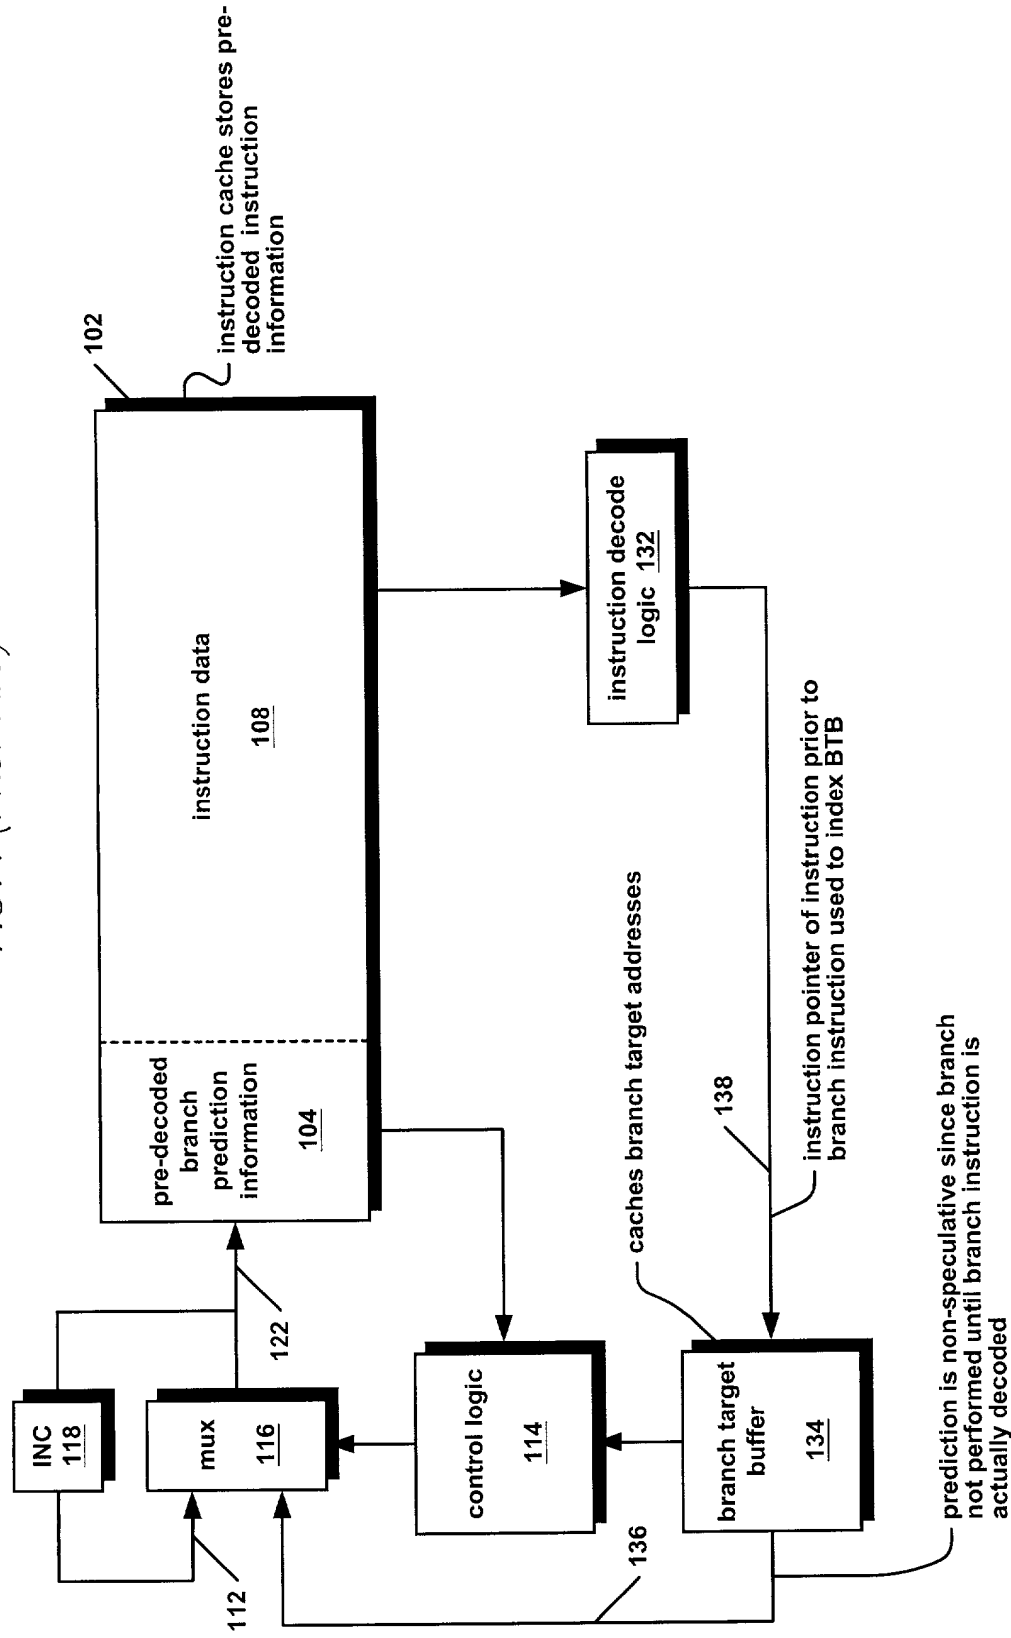 INC
118
mux
116
112
122
pre-decoded
branch
prediction
information
104
instruction data
108
102
instruction cache stores pre-
decoded instruction
information
control logic
114
instruction decode
logic 132
branch target
buffer
134
136
caches branch target addresses
138
instruction pointer of instruction prior to
branch instruction used to index BTB
prediction is non-speculative since branch
not performed until branch instruction is
actually decoded